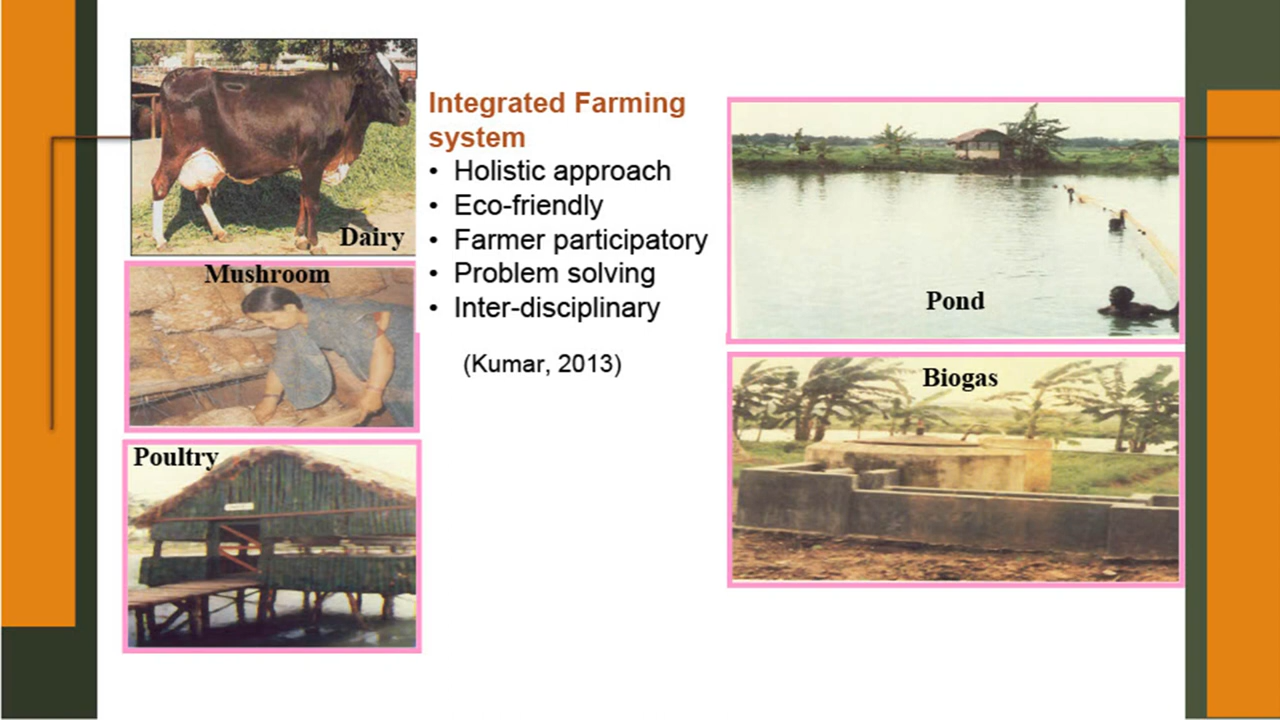 Dairy
Mushroom
Poultry
Integrated Farming
system
• Holistic approach
• Eco-friendly
• Farmer participatory
• Problem solving
• Inter-disciplinary
(Kumar, 2013)
Pond
Biogas